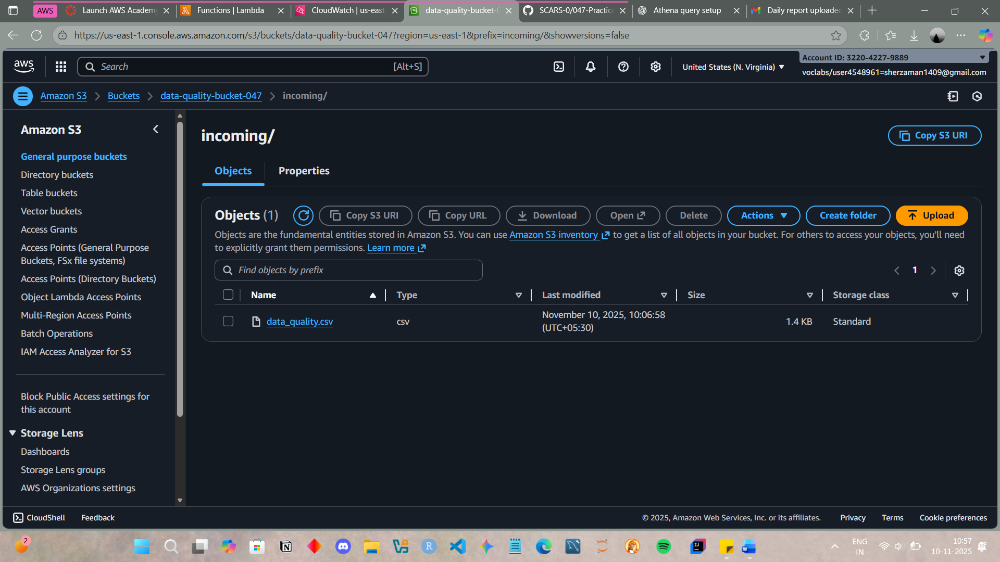 AWS
Launch AWS Academy
Functions | Lambda
CloudWatch | us-east
data-quality-bucket-0
SCARS-0/047-Practica
Athena query setup
Daily report uploaded
https://us-east-1.console.aws.amazon.com/s3/buckets/data-quality-bucket-047?region=us-east-1&prefix=incoming/&showversions=false
aws
Search
[Alt+S]
United States (N. Virginia)
Account ID: 3220-4227-9889
voclabs/user4548961=sherzaman1409@gmail.com
Amazon S3
Buckets
data-quality-bucket-047
incoming/
Amazon S3
General purpose buckets
Directory buckets
Table buckets
Vector buckets
Access Grants
Access Points (General Purpose
Buckets, FSx file systems)
Access Points (Directory Buckets)
Object Lambda Access Points
Multi-Region Access Points
Batch Operations
IAM Access Analyzer for S3
Block Public Access settings for
this account
Storage Lens
Dashboards
Storage Lens groups
AWS Organizations settings
incoming/
Copy S3 URI
Objects
Properties
Objects (1)
Copy S3 URI
Copy URL
Download
Open
Delete
Actions
Create folder
Upload
Objects are the fundamental entities stored in Amazon S3. You can use Amazon S3 inventory to get a list of all objects in your bucket. For others to access your objects, you'll need
to explicitly grant them permissions. Learn more
Find objects by prefix
1
Name
Type
Last modified
Size
Storage class
data_quality.csv
csv
November 10, 2025, 10:06:58
(UTC+05:30)
1.4 KB
Standard
CloudShell
Feedback
© 2025, Amazon Web Services, Inc. or its affiliates.
Privacy
Terms
Cookie preferences
2
ENG
IN
10:57
10-11-2025